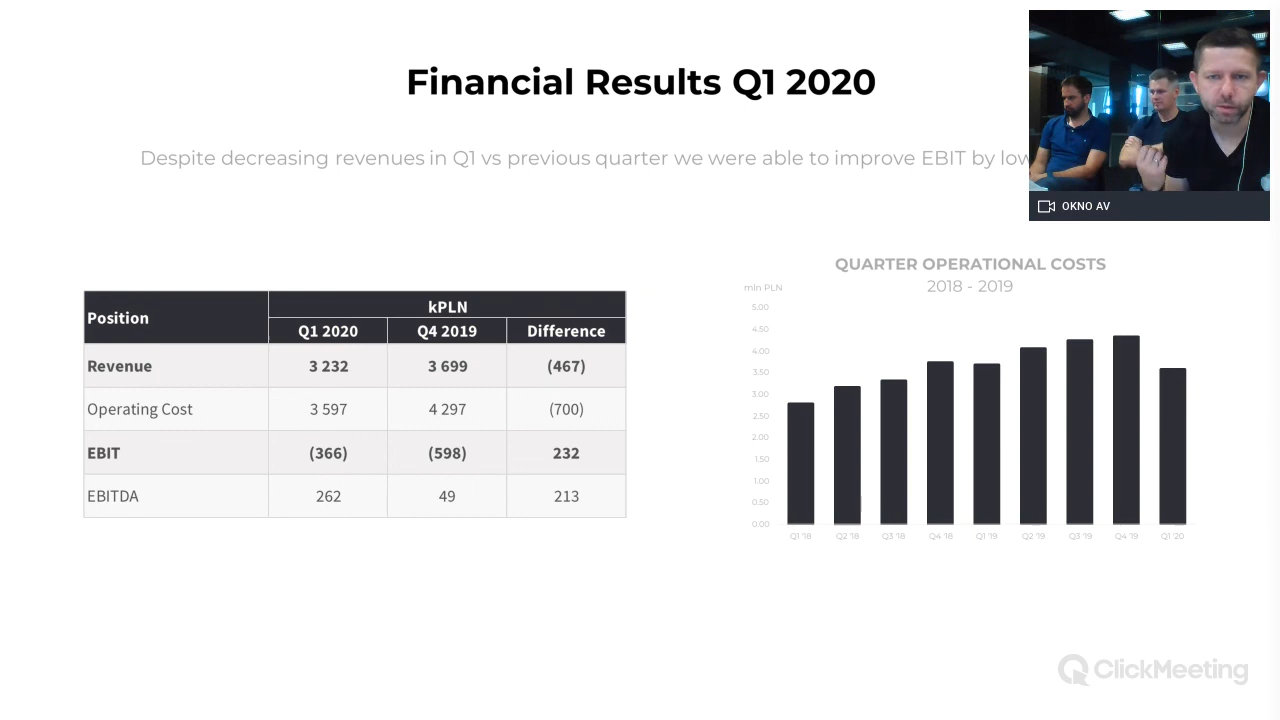 Financial Results Q1 2020
Despite decreasing revenues in Q1 vs previous quarter we were able to improve EBIT by low
OKNO AV
Position kPLN
Q1 2020 Q4 2019 Difference
Revenue 3 232 3 699 (467)
Operating Cost 3 597 4 297 (700)
EBIT (366) (598) 232
EBITDA 262 49 213
QUARTER OPERATIONAL COSTS
2018 - 2019
mln PLN
5.00
4.50
4.00
3.50
3.00
2.50
2.00
1.50
1.00
0.50
0.00
Q1 '18 Q2 '18 Q3 '18 Q4 '18 Q1 '19 Q2 '19 Q3 '19 Q4 '19 Q1 '20
ClickMeeting